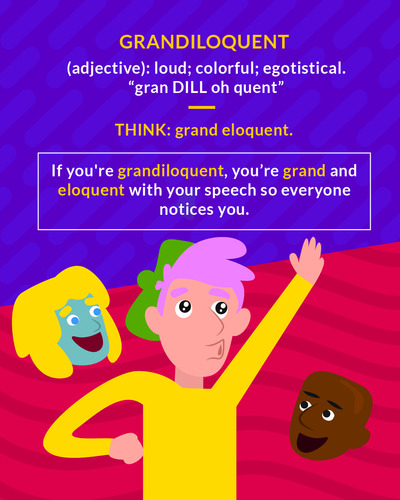 GRANDILOQUENT
(adjective): loud; colorful; egotistical.
“gran DILL oh quent”
THINK: grand eloquent.
If you're grandiloquent, you’re grand and
eloquent with your speech so everyone
notices you.